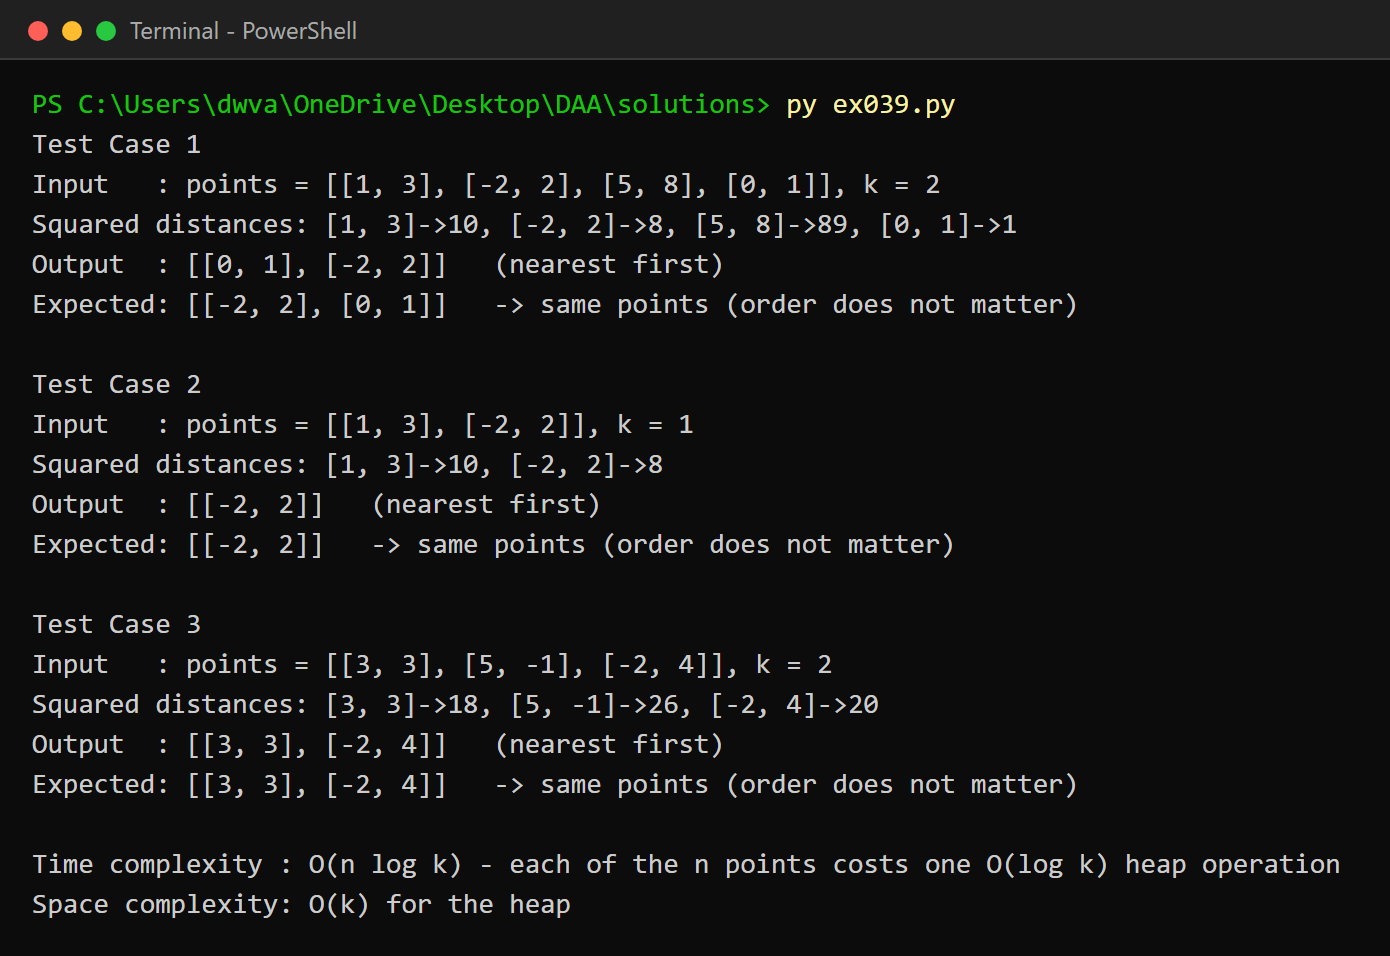 Terminal - PowerShell
PS C:\Users\dwva\OneDrive\Desktop\DAA\solutions> py ex039.py
Test Case 1
Input   : points = [[1, 3], [-2, 2], [5, 8], [0, 1]], k = 2
Squared distances: [1, 3]->10, [-2, 2]->8, [5, 8]->89, [0, 1]->1
Output  : [[0, 1], [-2, 2]]   (nearest first)
Expected: [[-2, 2], [0, 1]]   -> same points (order does not matter)
Test Case 2
Input   : points = [[1, 3], [-2, 2]], k = 1
Squared distances: [1, 3]->10, [-2, 2]->8
Output  : [[-2, 2]]   (nearest first)
Expected: [[-2, 2]]   -> same points (order does not matter)
Test Case 3
Input   : points = [[3, 3], [5, -1], [-2, 4]], k = 2
Squared distances: [3, 3]->18, [5, -1]->26, [-2, 4]->20
Output  : [[3, 3], [-2, 4]]   (nearest first)
Expected: [[3, 3], [-2, 4]]   -> same points (order does not matter)
Time complexity : O(n log k) - each of the n points costs one O(log k) heap operation
Space complexity: O(k) for the heap